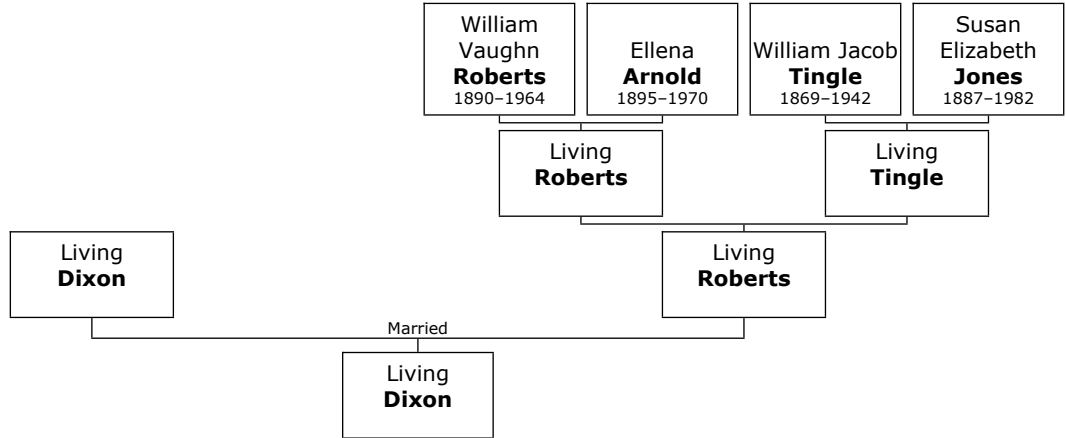 William
Vaughn
Roberts
1890–1964
Ellena
Arnold
1895–1970
William Jacob
Tingle
1869–1942
Susan
Elizabeth
Jones
1887–1982
Living
Roberts
Living
Tingle
Living
Dixon
Living
Roberts
Married
Living
Dixon